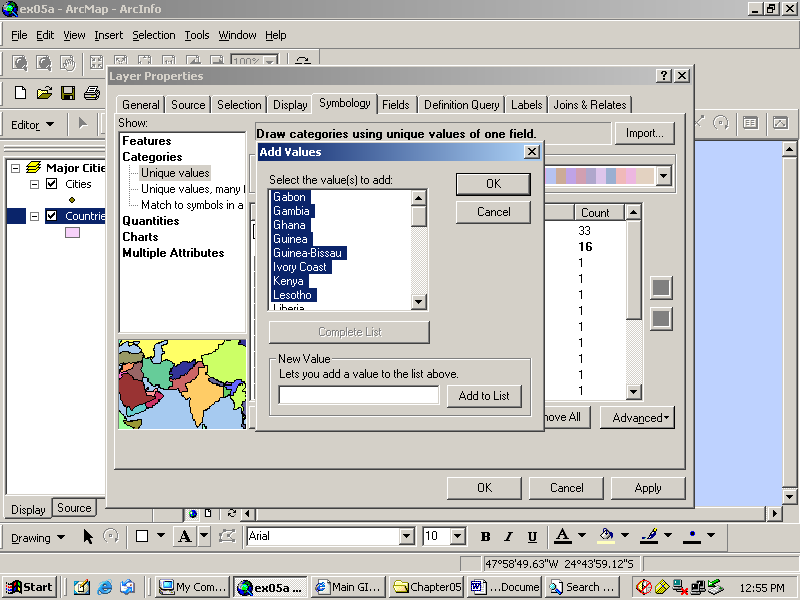 ex05a - ArcMap - ArcInfo
File Edit View Insert Selection Tools Window Help
100%
Layer Properties
General Source Selection Display Symbology Fields Definition Query Labels Joins & Relates
Editor
Show:
Features
Categories
Unique values
Unique values, many
Match to symbols in a
Quantities
Charts
Multiple Attributes
Draw categories using unique values of one field.
Import...
Major Citie
Cities
Countrie
Add Values
Select the value(s) to add:
Gabon
Gambia
Ghana
Guinea
Guinea-Bissau
Ivory Coast
Kenya
Lesotho
Liberia
OK
Cancel
Complete List
New Value
Lets you add a value to the list above.
Add to List
Count
33
16
1
1
1
1
1
1
1
1
1
ove All
Advanced
OK Cancel Apply
Display Source
Drawing
A
Arial
10
B I U A
47°58'49.63"W 24°43'59.12"S
Start
My Com...
ex05a ...
Main GI...
Chapter05
...Docume
Search ...
12:55 PM